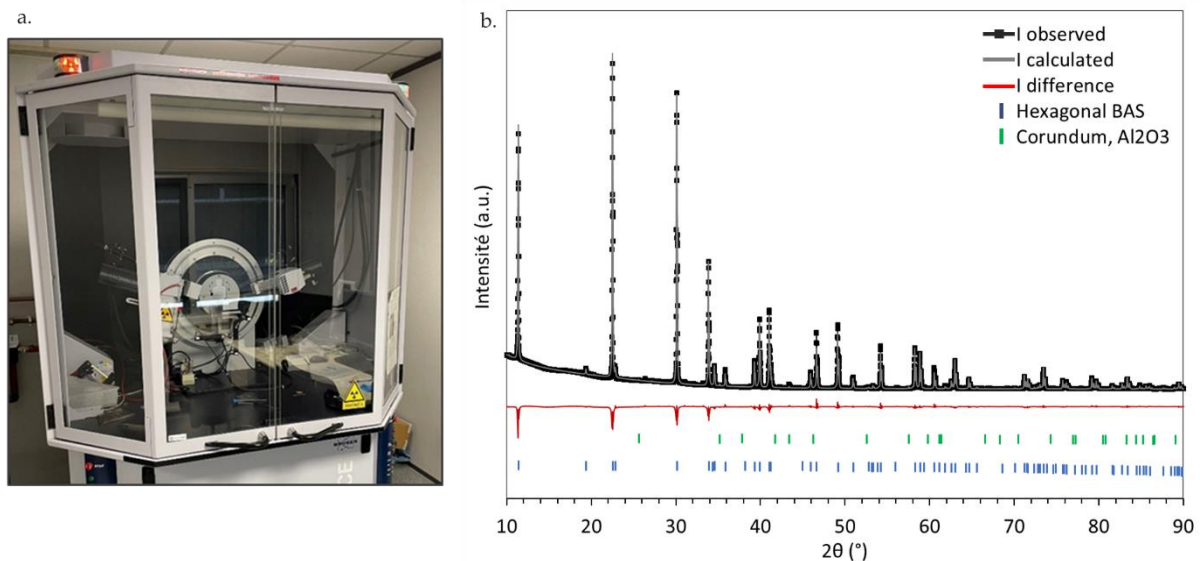 a.
b.
I observed
I calculated
I difference
Hexagonal BAS
Corundum, Al2O3
Intensité (a.u.)
10 20 30 40 50 60 70 80 90
2θ (°)